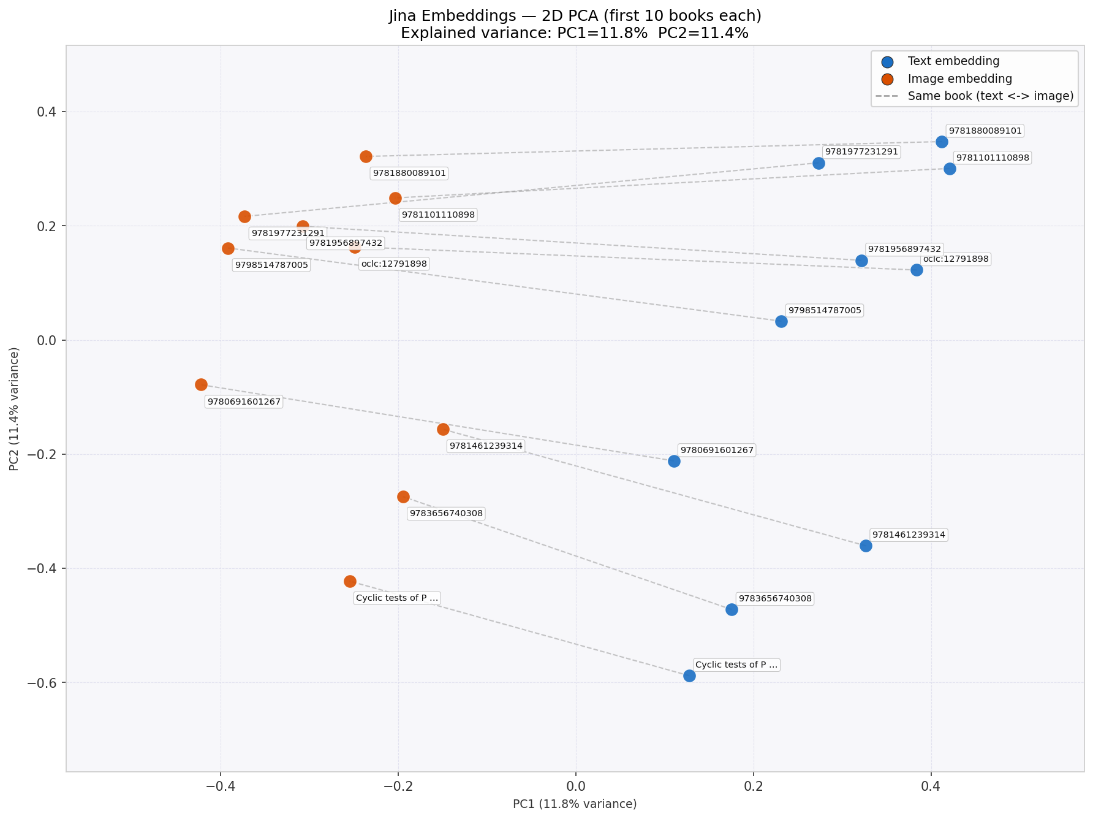 Jina Embeddings — 2D PCA (first 10 books each)
Explained variance: PC1=11.8%  PC2=11.4%
Text embedding
Image embedding
Same book (text <-> image)
PC2 (11.4% variance)
0.4
0.2
0.0
−0.2
−0.4
−0.6
9781880089101
9781977231291
9781101110898
9781880089101
9781101110898
9781977231291
9781956897432
9798514787005
oclc:12791898
9781956897432
oclc:12791898
9798514787005
9780691601267
9781461239314
9780691601267
9783656740308
9781461239314
Cyclic tests of P ...
9783656740308
Cyclic tests of P ...
−0.4
−0.2
0.0
0.2
0.4
PC1 (11.8% variance)